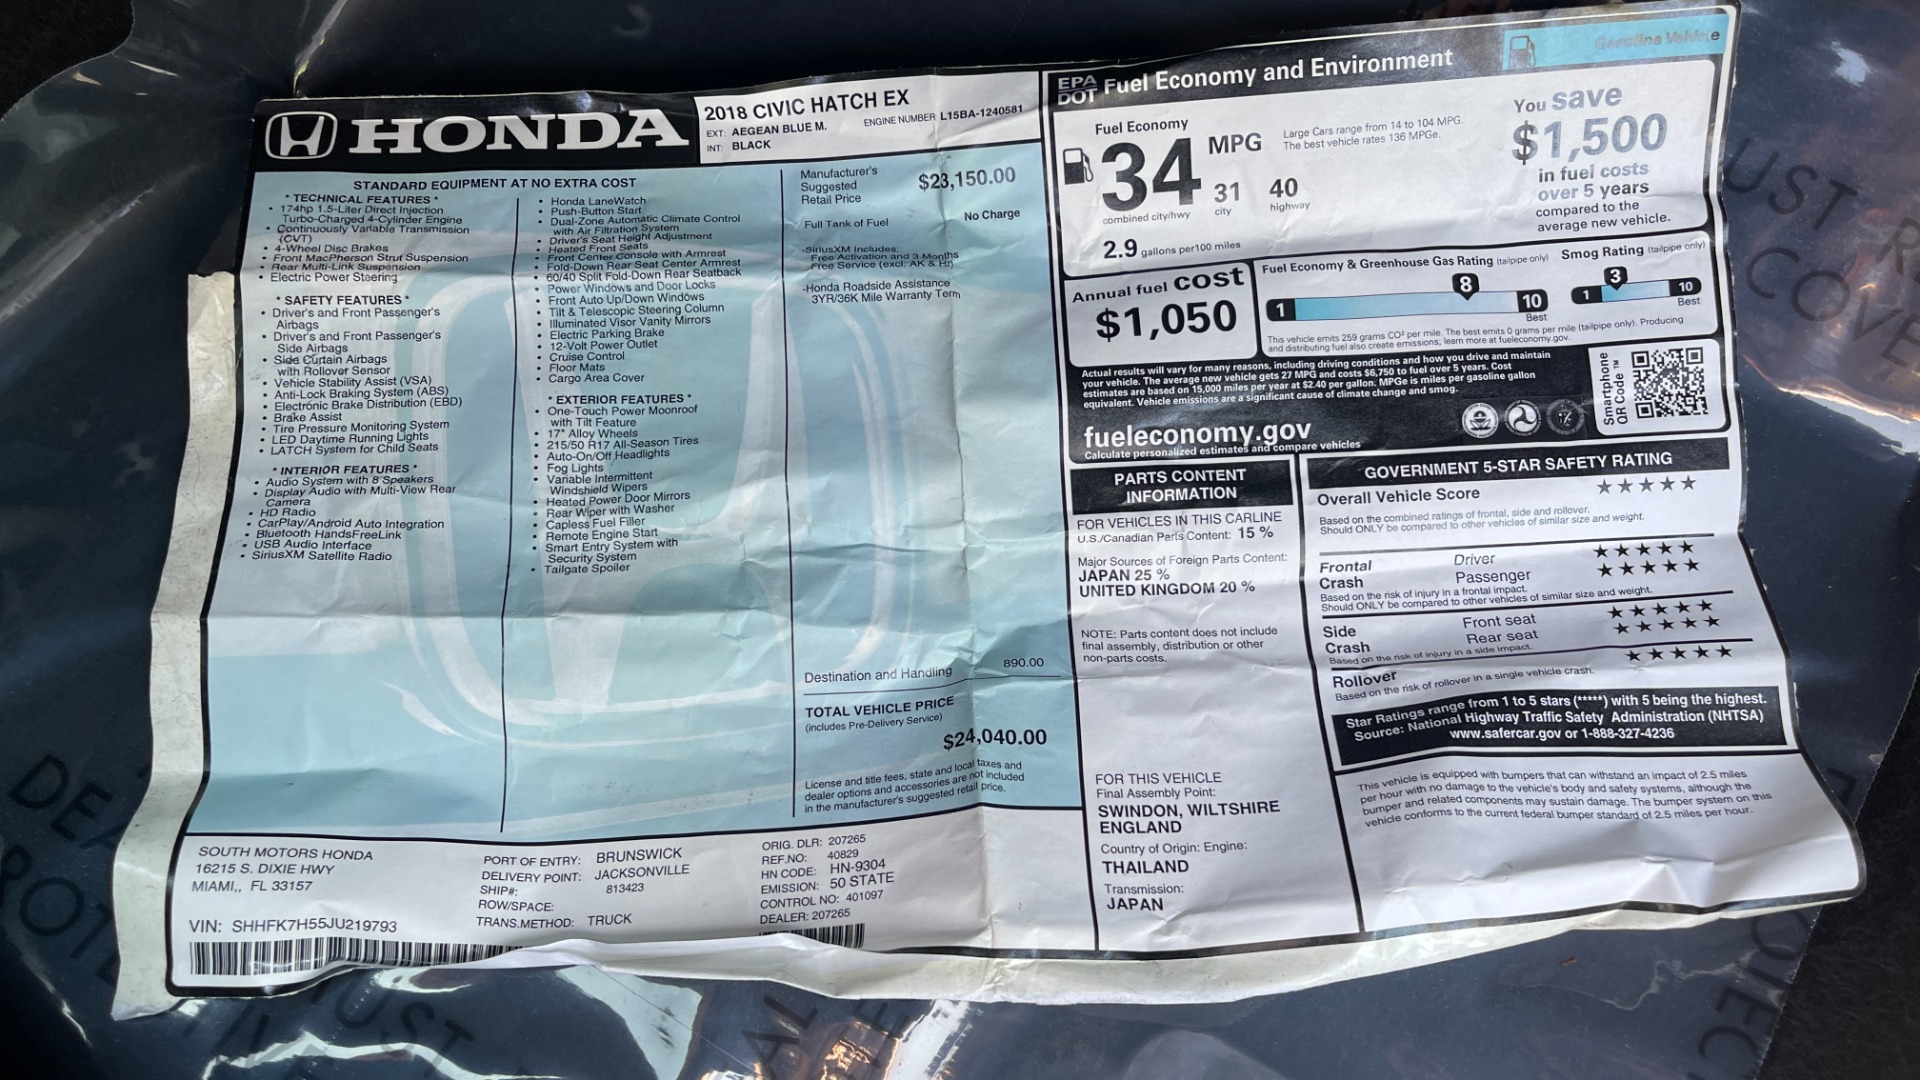 HONDA
2018 CIVIC HATCH EX
EXT: AEGEAN BLUE M.
ENGINE NUMBER L15BA-1240581
INT: BLACK
STANDARD EQUIPMENT AT NO EXTRA COST
* TECHNICAL FEATURES *
• 174hp 1.5-Liter Direct Injection
Turbo-Charged 4-Cylinder Engine
• Continuously Variable Transmission
(CVT)
• 4-Wheel Disc Brakes
• Front MacPherson Strut Suspension
• Rear Multi-Link Suspension
• Electric Power Steering
* SAFETY FEATURES *
• Driver's and Front Passenger's
Airbags
• Driver's and Front Passenger's
Side Airbags
• Side Curtain Airbags
with Rollover Sensor
• Vehicle Stability Assist (VSA)
• Anti-Lock Braking System (ABS)
• Electronic Brake Distribution (EBD)
• Brake Assist
• Tire Pressure Monitoring System
• LED Daytime Running Lights
• LATCH System for Child Seats
* INTERIOR FEATURES *
• Audio System with 8 Speakers
• Display Audio with Multi-View Rear
Camera
• HD Radio
• CarPlay/Android Auto Integration
• Bluetooth HandsFreeLink
• USB Audio Interface
• SiriusXM Satellite Radio
• Honda LaneWatch
• Push-Button Start
• Dual-Zone Automatic Climate Control
with Air Filtration System
• Driver's Seat Height Adjustment
• Heated Front Seats
• Front Center Console with Armrest
• Fold-Down Rear Seat Center Armrest
• 60/40 Split Fold-Down Rear Seatback
• Power Windows and Door Locks
• Front Auto Up/Down Windows
• Tilt & Telescopic Steering Column
• Illuminated Visor Vanity Mirrors
• Electric Parking Brake
• 12-Volt Power Outlet
• Cruise Control
• Floor Mats
• Cargo Area Cover
* EXTERIOR FEATURES *
• One-Touch Power Moonroof
with Tilt Feature
• 17" Alloy Wheels
• 215/50 R17 All-Season Tires
• Auto-On/Off Headlights
• Fog Lights
• Variable Intermittent
Windshield Wipers
• Heated Power Door Mirrors
• Rear Wiper with Washer
• Capless Fuel Filler
• Remote Engine Start
• Smart Entry System with
Security System
• Tailgate Spoiler
Manufacturer's
Suggested
Retail Price
$23,150.00
Full Tank of Fuel
No Charge
-SiriusXM Includes:
Free Activation and 3 Months
Free Service (excl. AK & HI)
-Honda Roadside Assistance
3YR/36K Mile Warranty Term
Destination and Handling
890.00
TOTAL VEHICLE PRICE
(includes Pre-Delivery Service)
$24,040.00
License and title fees, state and local taxes and
dealer options and accessories are not included
in the manufacturer's suggested retail price.
SOUTH MOTORS HONDA
16215 S. DIXIE HWY
MIAMI,, FL 33157
VIN: SHHFK7H55JU219793
PORT OF ENTRY: BRUNSWICK
DELIVERY POINT: JACKSONVILLE
SHIP#: 813423
ROW/SPACE:
TRANS.METHOD: TRUCK
ORIG. DLR: 207265
REF.NO: 40829
HN CODE: HN-9304
EMISSION: 50 STATE
CONTROL NO: 401097
DEALER: 207265
EPA DOT Fuel Economy and Environment
Gasoline Vehicle
Fuel Economy
34 MPG
combined city/hwy
31 city
40 highway
2.9 gallons per 100 miles
Large Cars range from 14 to 104 MPG.
The best vehicle rates 136 MPGe.
You save
$1,500
in fuel costs
over 5 years
compared to the
average new vehicle.
Annual fuel cost
$1,050
Fuel Economy & Greenhouse Gas Rating (tailpipe only)
1 8 10
Best
Smog Rating (tailpipe only)
1 3 10
Best
This vehicle emits 259 grams CO² per mile. The best emits 0 grams per mile (tailpipe only). Producing
and distributing fuel also create emissions; learn more at fueleconomy.gov.
Actual results will vary for many reasons, including driving conditions and how you drive and maintain
your vehicle. The average new vehicle gets 27 MPG and costs $6,750 to fuel over 5 years. Cost
estimates are based on 15,000 miles per year at $2.40 per gallon. MPGe is miles per gasoline gallon
equivalent. Vehicle emissions are a significant cause of climate change and smog.
fueleconomy.gov
Calculate personalized estimates and compare vehicles
Smartphone
QR Code ™
PARTS CONTENT
INFORMATION
FOR VEHICLES IN THIS CARLINE
U.S./Canadian Parts Content: 15 %
Major Sources of Foreign Parts Content:
JAPAN 25 %
UNITED KINGDOM 20 %
NOTE: Parts content does not include
final assembly, distribution or other
non-parts costs.
FOR THIS VEHICLE
Final Assembly Point:
SWINDON, WILTSHIRE
ENGLAND
Country of Origin: Engine:
THAILAND
Transmission:
JAPAN
GOVERNMENT 5-STAR SAFETY RATING
Overall Vehicle Score ★★★★★
Based on the combined ratings of frontal, side and rollover.
Should ONLY be compared to other vehicles of similar size and weight.
Frontal Driver ★★★★★
Crash Passenger ★★★★★
Based on the risk of injury in a frontal impact.
Should ONLY be compared to other vehicles of similar size and weight.
Side Front seat ★★★★★
Crash Rear seat ★★★★★
Based on the risk of injury in a side impact.
Rollover ★★★★★
Based on the risk of rollover in a single vehicle crash.
Star Ratings range from 1 to 5 stars (*****) with 5 being the highest.
Source: National Highway Traffic Safety Administration (NHTSA)
www.safercar.gov or 1-888-327-4236
This vehicle is equipped with bumpers that can withstand an impact of 2.5 miles
per hour with no damage to the vehicle's body and safety systems, although the
bumper and related components may sustain damage. The bumper system on this
vehicle conforms to the current federal bumper standard of 2.5 miles per hour.